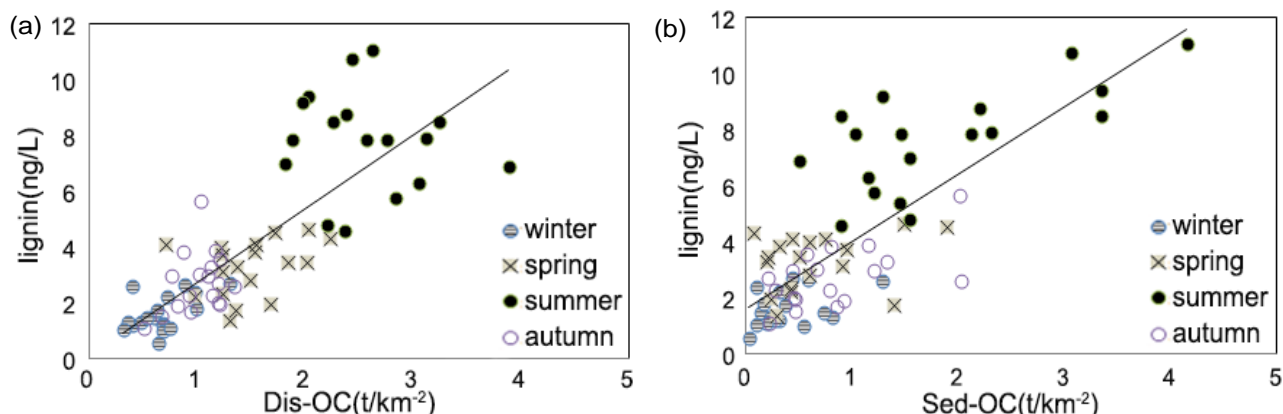 (a)
12
10
8
6
4
2
0
lignin(ng/L)
winter
spring
summer
autumn
0 1 2 3 4 5
Dis-OC(t/km⁻²)
(b)
12
10
8
6
4
2
0
lignin(ng/L)
winter
spring
summer
autumn
0 1 2 3 4 5
Sed-OC(t/km⁻²)